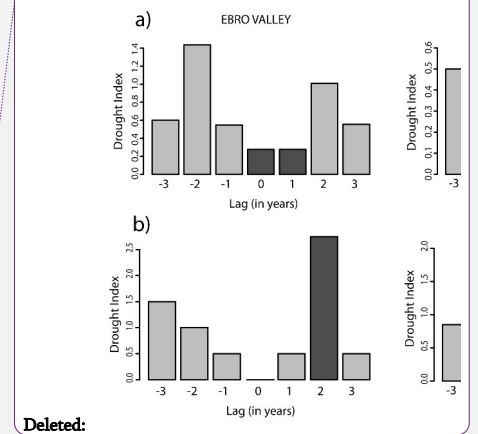 a)
EBRO VALLEY
Drought Index
0.0 0.2 0.4 0.6 0.8 1.0 1.2 1.4
-3 -2 -1 0 1 2 3
Lag (in years)
Drought Index
0.0 0.1 0.2 0.3 0.4 0.5 0.6
-3
b)
Drought Index
0.0 0.5 1.0 1.5 2.0 2.5
-3 -2 -1 0 1 2 3
Lag (in years)
Drought Index
0.0 0.5 1.0 1.5 2.0
-3
Deleted: